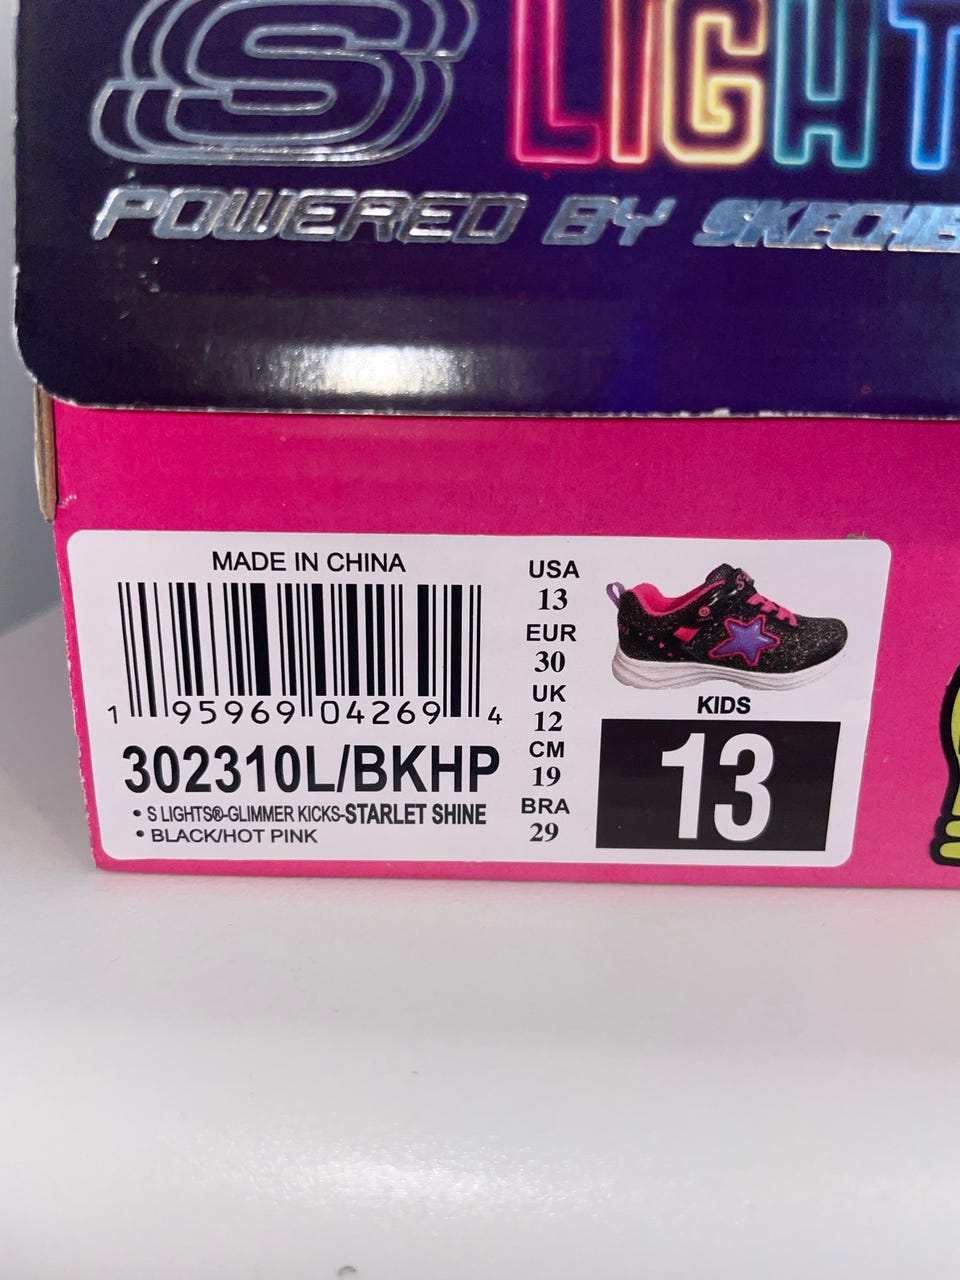 S LIGHT
POWERED BY SKECHE
MADE IN CHINA
1 95969 04269 4
302310L/BKHP
• S LIGHTS®-GLIMMER KICKS-STARLET SHINE
• BLACK/HOT PINK
USA
13
EUR
30
UK
12
CM
19
BRA
29
KIDS
13